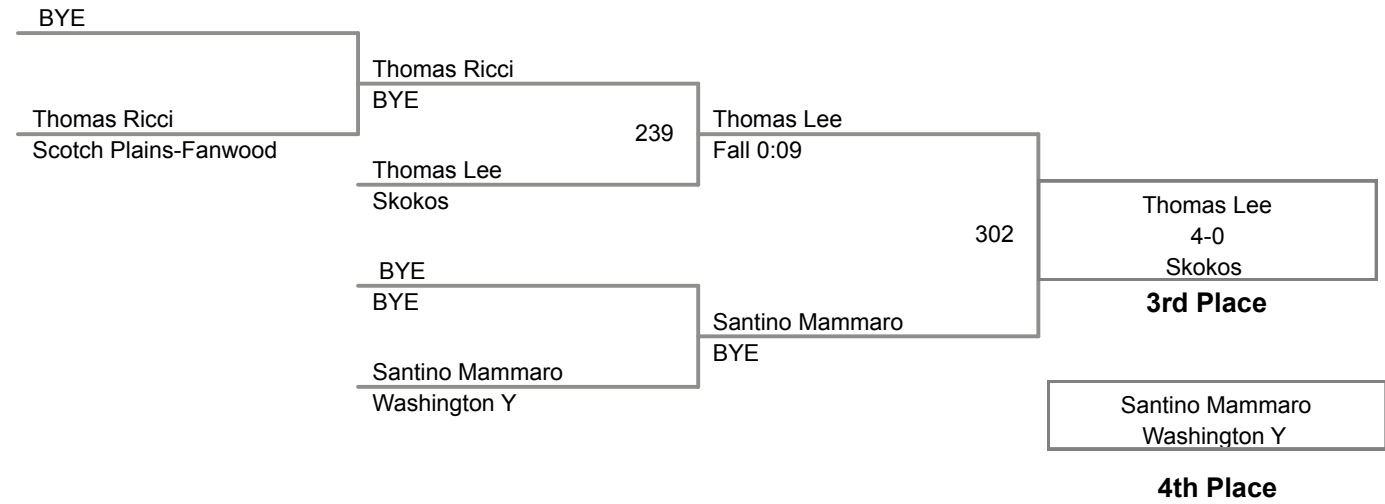 BYE
Thomas Ricci
Scotch Plains-Fanwood
Thomas Ricci
BYE
239
Thomas Lee
Skokos
BYE
BYE
Santino Mammaro
Washington Y
Thomas Lee
Fall 0:09
302
Santino Mammaro
BYE
Thomas Lee
4-0
Skokos
3rd Place
Santino Mammaro
Washington Y
4th Place